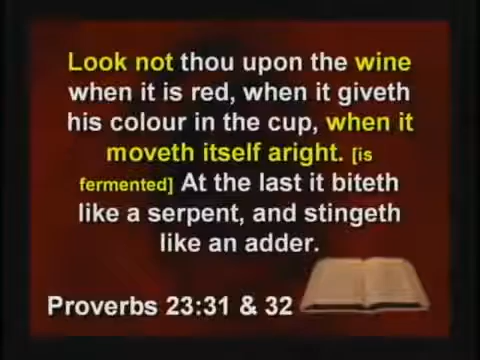 Look not thou upon the wine
when it is red, when it giveth
his colour in the cup, when it
moveth itself aright. [is
fermented] At the last it biteth
like a serpent, and stingeth
like an adder.
Proverbs 23:31 & 32